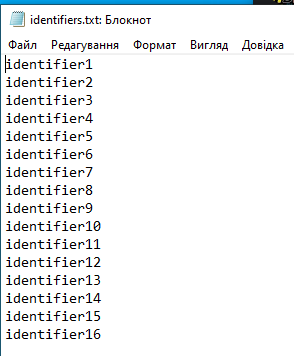 identifiers.txt: Блокнот
Файл Редагування Формат Вигляд Довідка
identifier1
identifier2
identifier3
identifier4
identifier5
identifier6
identifier7
identifier8
identifier9
identifier10
identifier11
identifier12
identifier13
identifier14
identifier15
identifier16